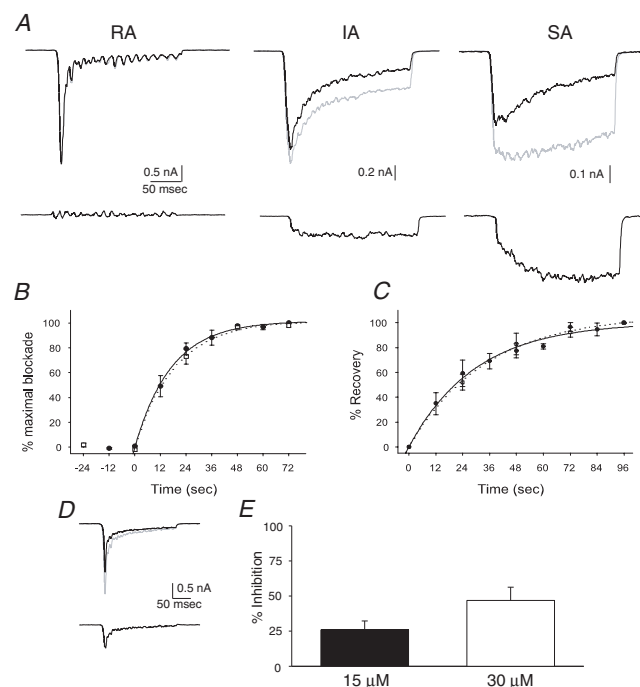 A
RA
IA
SA
0.5 nA
50 msec
0.2 nA
0.1 nA
B
% maximal blockade
100
80
60
40
20
0
-24 -12 0 12 24 36 48 60 72
Time (sec)
C
% Recovery
100
80
60
40
20
0
0 12 24 36 48 60 72 84 96
Time (sec)
D
0.5 nA
50 msec
E
% Inhibition
100
75
50
25
15 µM
30 µM